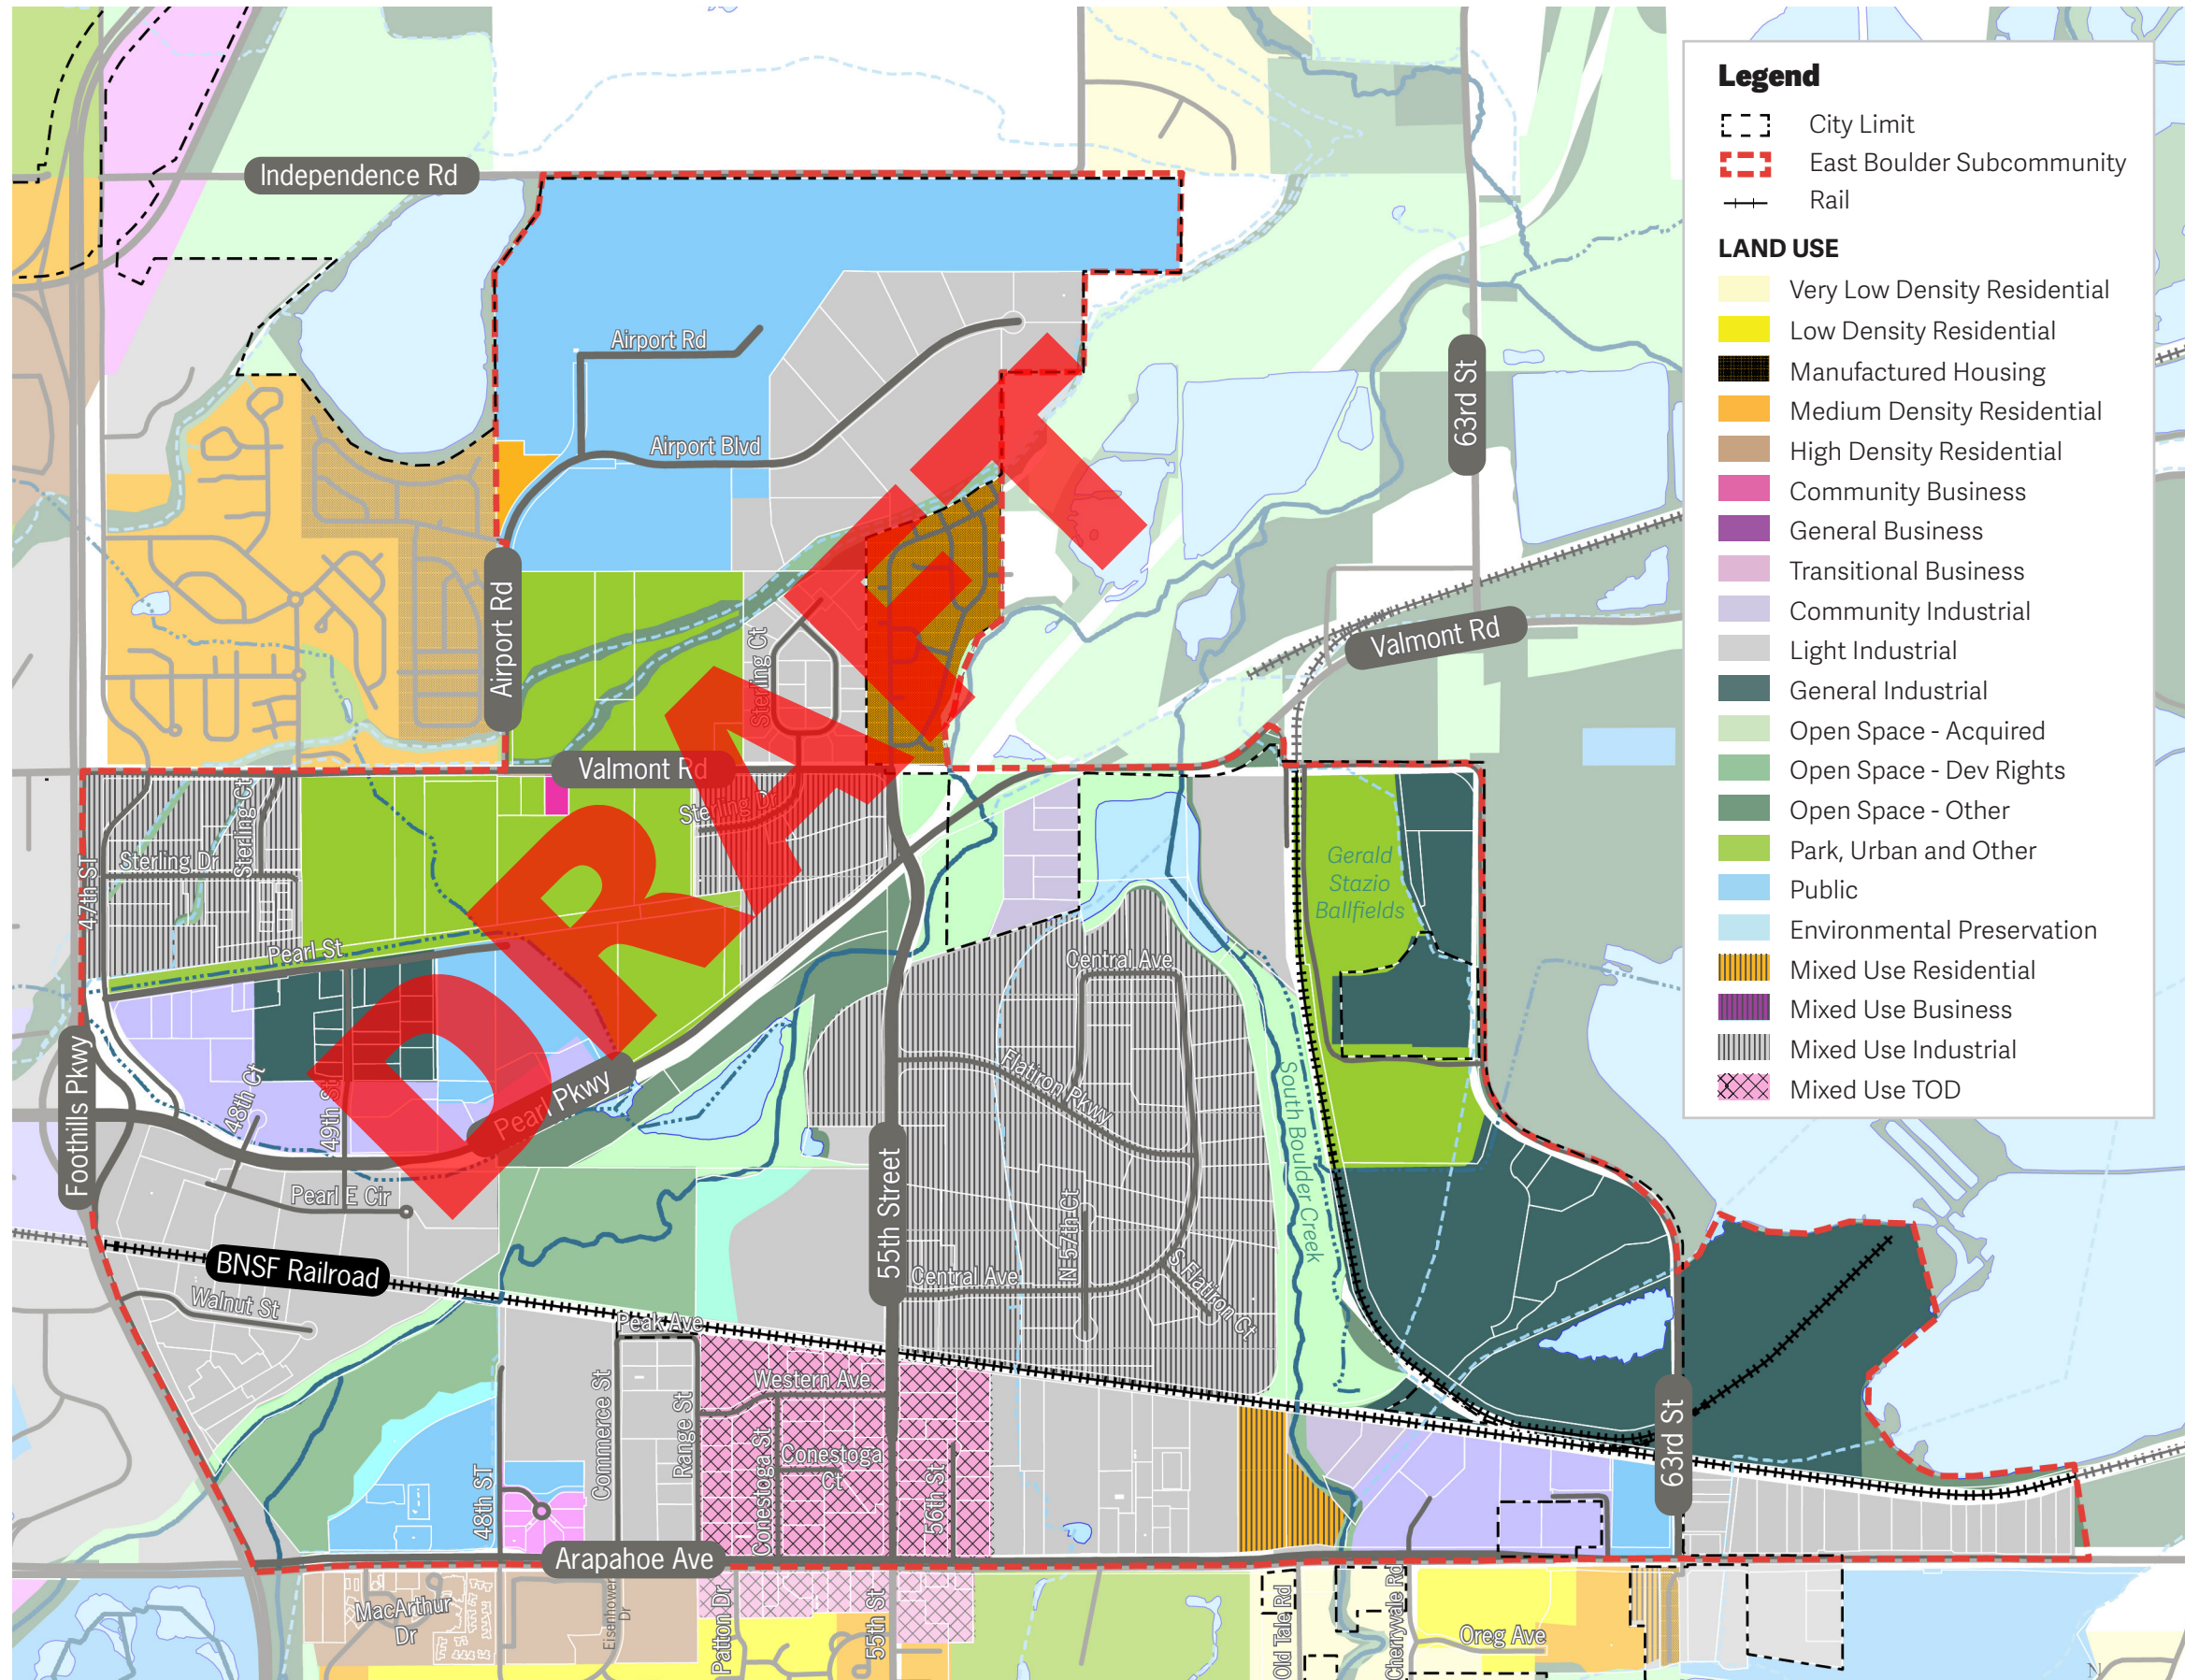 Legend
City Limit
East Boulder Subcommunity
Rail
LAND USE
Very Low Density Residential
Low Density Residential
Manufactured Housing
Medium Density Residential
High Density Residential
Community Business
General Business
Transitional Business
Community Industrial
Light Industrial
General Industrial
Open Space - Acquired
Open Space - Dev Rights
Open Space - Other
Park, Urban and Other
Public
Environmental Preservation
Mixed Use Residential
Mixed Use Business
Mixed Use Industrial
Mixed Use TOD
Independence Rd
Airport Rd
Airport Blvd
63rd St
Airport Rd
Sterling Ct
Valmont Rd
Valmont Rd
Sterling Dr
Sterling Ct
Sterling Dr
47th ST
Gerald
Stazio
Ballfields
Pearl St
Central Ave
DRAFT
Foothills Pkwy
48th Ct
49th St
Pearl Pkwy
Flatiron Pkwy
South Boulder Creek
Pearl E Cir
55th Street
N 57th Ct
BNSF Railroad
Central Ave
S Flatiron Ct
Walnut St
Peak Ave
Western Ave
Commerce St
Range St
Conestoga St
Conestoga
Ct
56th St
48th ST
63rd St
Arapahoe Ave
MacArthur
Dr
Eisenhower
Dr
Patton Dr
55th St
Old Tale Rd
Cherryvale Rd
Oreg Ave
N